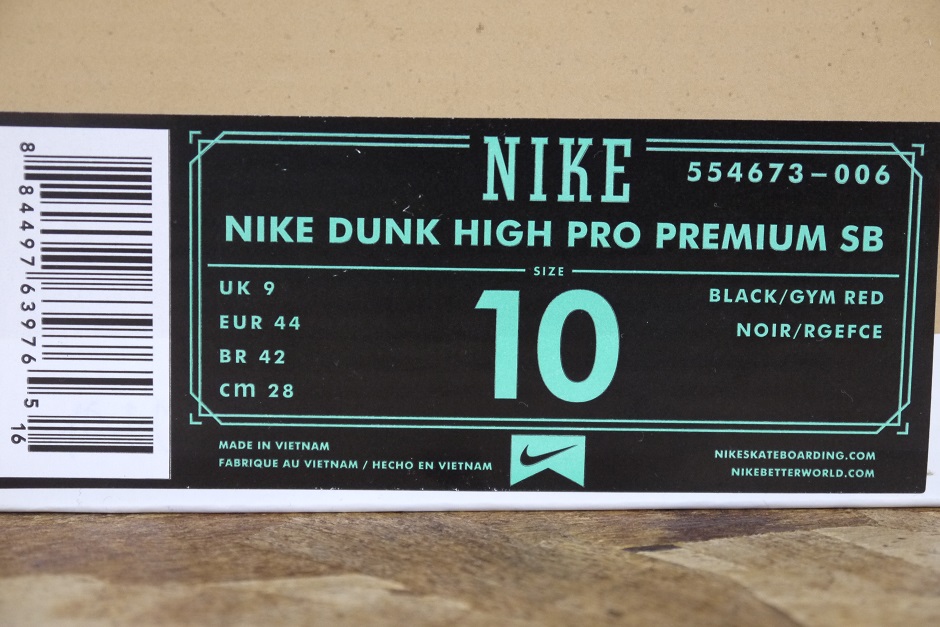 8 84497 63976 5 16
NIKE
554673-006
NIKE DUNK HIGH PRO PREMIUM SB
SIZE
UK 9
EUR 44
BR 42
cm 28
10
BLACK/GYM RED
NOIR/RGEFCE
MADE IN VIETNAM
FABRIQUE AU VIETNAM / HECHO EN VIETNAM
NIKESKATEBOARDING.COM
NIKEBETTERWORLD.COM